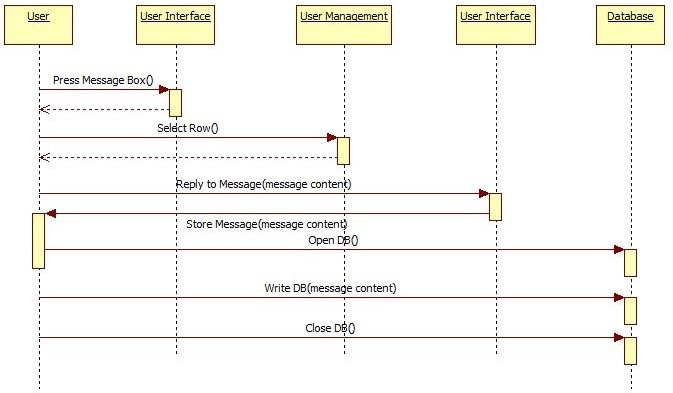 User
User Interface
User Management
User Interface
Database
Press Message Box()
Select Row()
Reply to Message(message content)
Store Message(message content)
Open DB()
Write DB(message content)
Close DB()